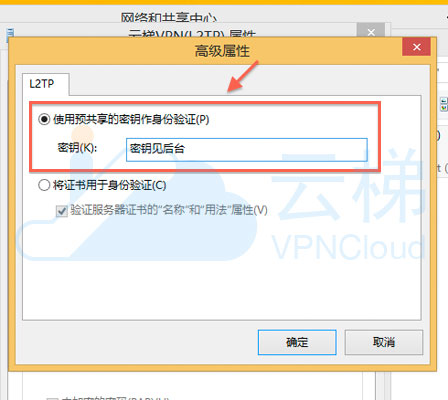 网络和共享中心
云梯VPN(L2TP) 属性
高级属性
L2TP
使用预共享的密钥作身份验证(P)
密钥(K):
密钥见后台
将证书用于身份验证(C)
验证服务器证书的“名称”和“用法”属性(V)
云梯
VPNCloud
确定
取消